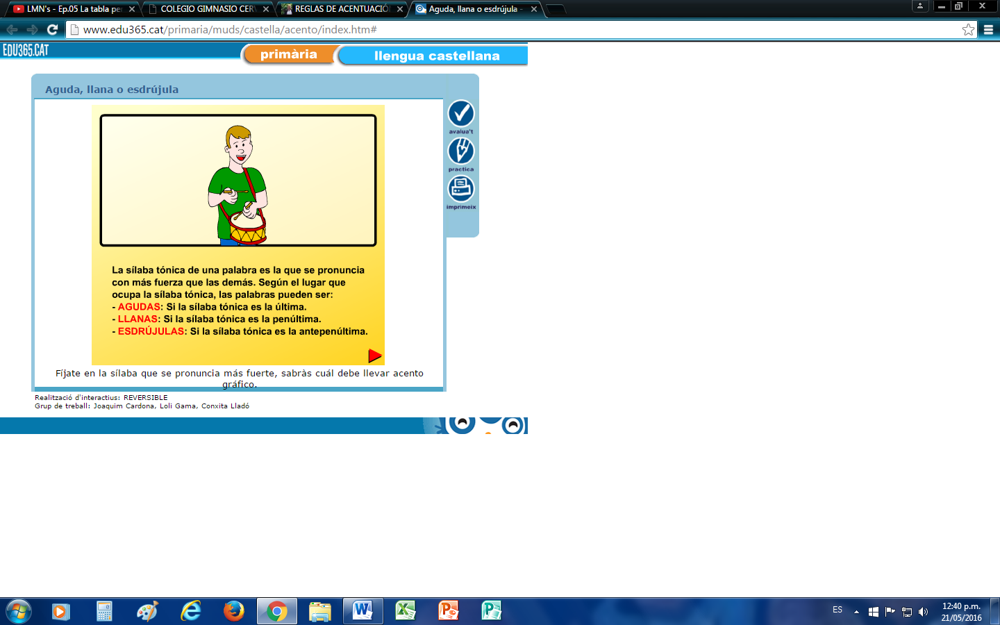 LMN's - Ep.05 La tabla pe
COLEGIO GIMNASIO CER
REGLAS DE ACENTUACIÓ
Aguda, llana o esdrújula -
www.edu365.cat/primaria/muds/castella/acento/index.htm#
EDU365.CAT
primària
llengua castellana
Aguda, llana o esdrújula
avalua't
practica
imprimeix
La sílaba tónica de una palabra es la que se pronuncia
con más fuerza que las demás. Según el lugar que
ocupa la sílaba tónica, las palabras pueden ser:
- AGUDAS: Si la sílaba tónica es la última.
- LLANAS: Si la sílaba tónica es la penúltima.
- ESDRÚJULAS: Si la sílaba tónica es la antepenúltima.
Fíjate en la sílaba que se pronuncia más fuerte, sabràs cuál debe llevar acento
gráfico.
Realització d'interactius: REVERSIBLE
Grup de treball: Joaquim Cardona, Loli Gama, Conxita Lladó
ES
12:40 p.m.
21/05/2016